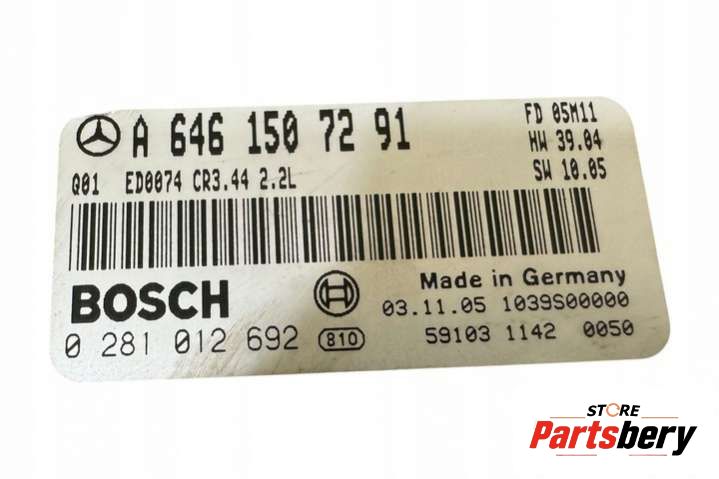 A 646 150 72 91
FD 05M11
HW 39.04
SW 10.05
Q01 ED0074 CR3.44 2.2L
BOSCH
Made in Germany
03.11.05 1039S00000
0 281 012 692 810
59103 1142 0050
STORE
Partsbery